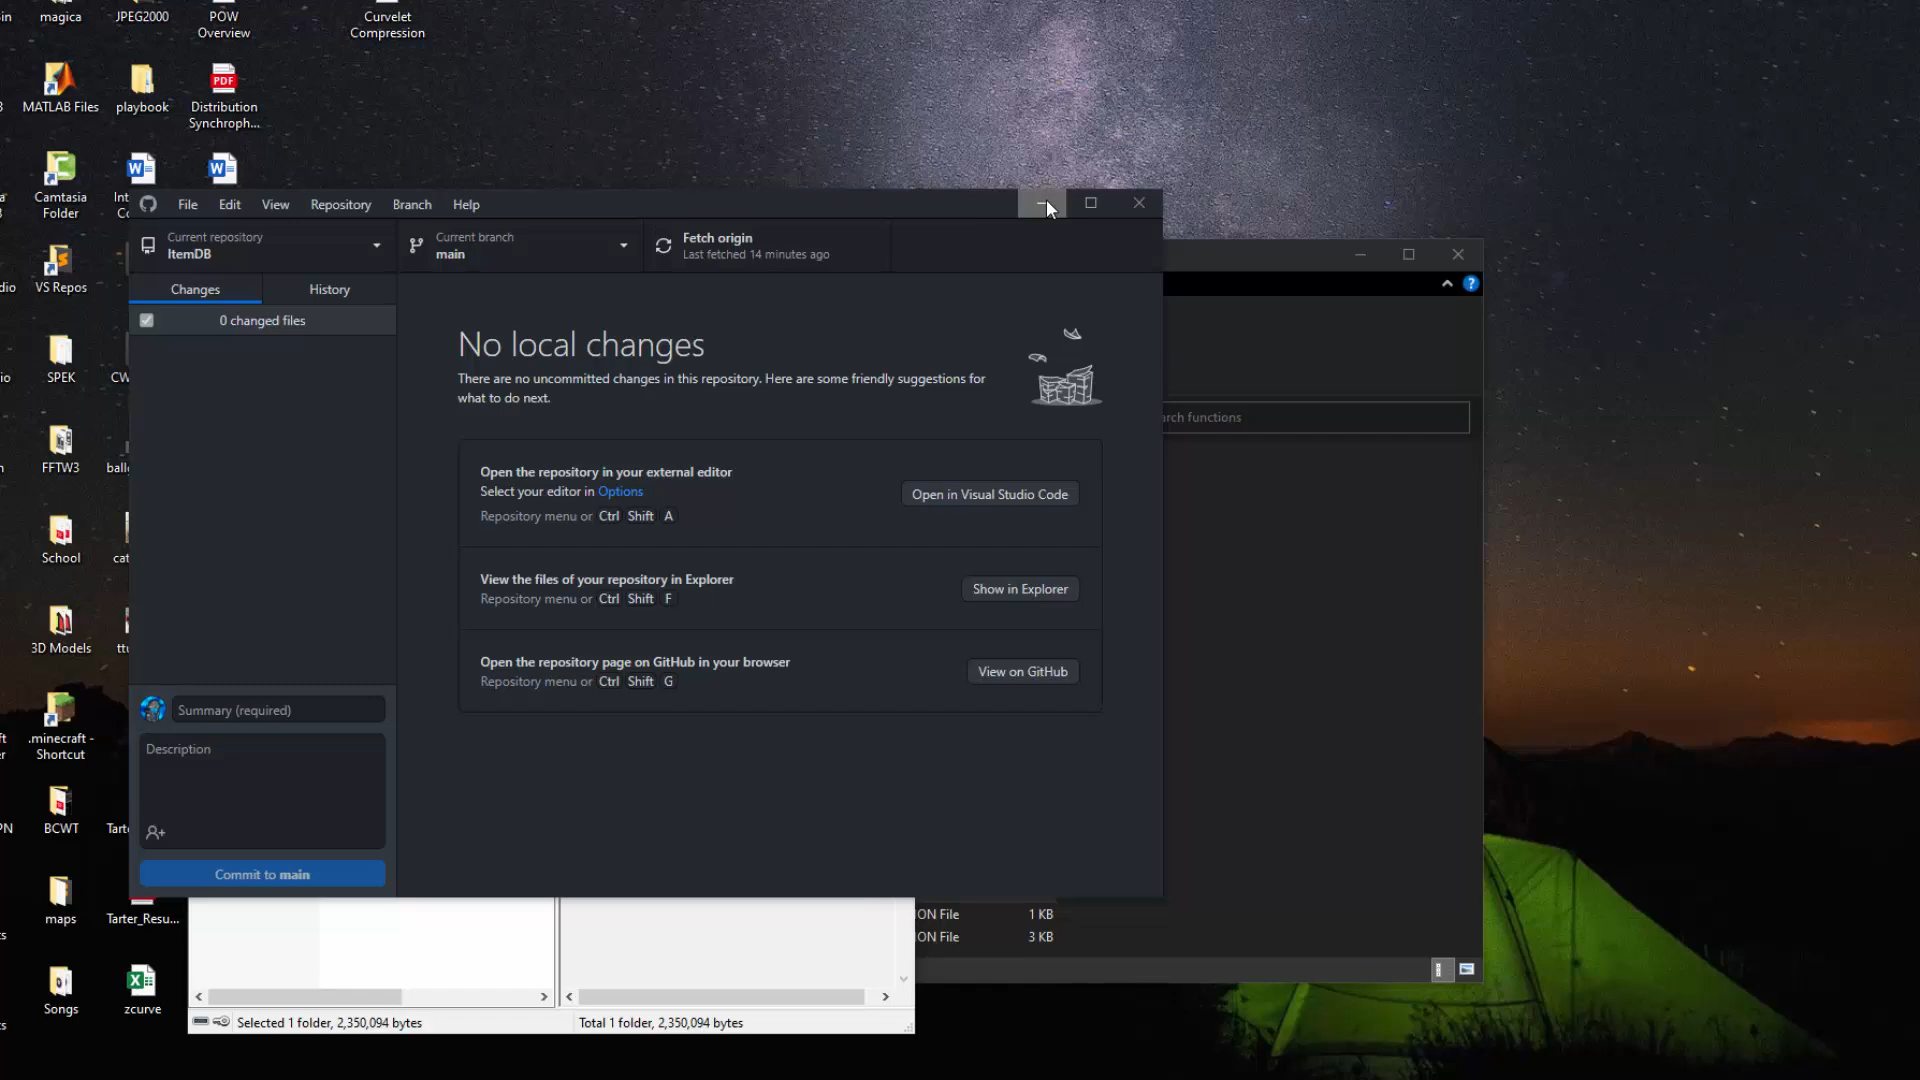 magica
JPEG2000
POW
Overview
Curvelet
Compression
MATLAB Files
playbook
PDF
Distribution
Synchroph...
Camtasia
Folder
VS Repos
SPEK
FFTW3
School
3D Models
.minecraft -
Shortcut
BCWT
maps
Tarter_Resu...
Songs
zcurve
File
Edit
View
Repository
Branch
Help
Current repository
ItemDB
Current branch
main
Fetch origin
Last fetched 14 minutes ago
Changes
History
0 changed files
No local changes
There are no uncommitted changes in this repository. Here are some friendly suggestions for
what to do next.
Open the repository in your external editor
Select your editor in Options
Repository menu or Ctrl Shift A
Open in Visual Studio Code
View the files of your repository in Explorer
Repository menu or Ctrl Shift F
Show in Explorer
Open the repository page on GitHub in your browser
Repository menu or Ctrl Shift G
View on GitHub
Summary (required)
Description
Commit to main
rch functions
ON File 1 KB
ON File 3 KB
Selected 1 folder, 2,350,094 bytes
Total 1 folder, 2,350,094 bytes